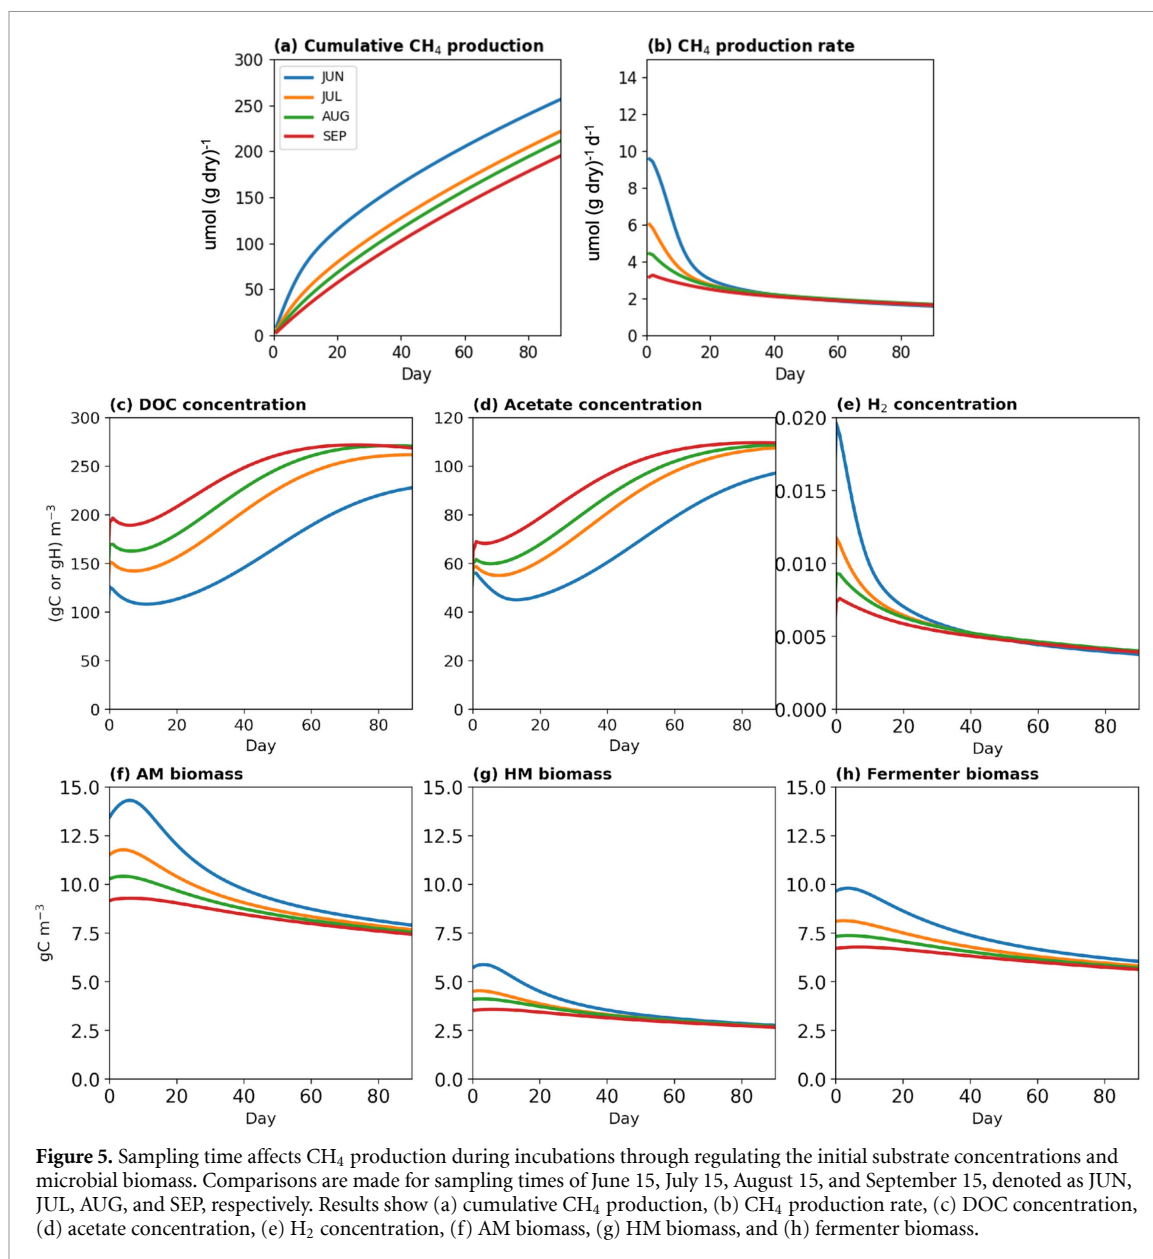 (a) Cumulative CH₄ production
(b) CH₄ production rate
300
250
200
150
100
50
0
umol (g dry)⁻¹
JUN
JUL
AUG
SEP
0 20 40 60 80
Day
14
12
10
8
6
4
2
0
umol (g dry)⁻¹ d⁻¹
0 20 40 60 80
Day
(c) DOC concentration
(d) Acetate concentration
(e) H₂ concentration
300
250
200
150
100
50
0
(gC or gH) m⁻³
0 20 40 60 80
Day
120
100
80
60
40
20
0
0 20 40 60 80
Day
0.020
0.015
0.010
0.005
0.000
0 20 40 60 80
Day
(f) AM biomass
(g) HM biomass
(h) Fermenter biomass
15.0
12.5
10.0
7.5
5.0
2.5
0.0
gC m⁻³
0 20 40 60 80
Day
15.0
12.5
10.0
7.5
5.0
2.5
0.0
0 20 40 60 80
Day
15.0
12.5
10.0
7.5
5.0
2.5
0.0
0 20 40 60 80
Day
Figure 5. Sampling time affects CH₄ production during incubations through regulating the initial substrate concentrations and
microbial biomass. Comparisons are made for sampling times of June 15, July 15, August 15, and September 15, denoted as JUN,
JUL, AUG, and SEP, respectively. Results show (a) cumulative CH₄ production, (b) CH₄ production rate, (c) DOC concentration,
(d) acetate concentration, (e) H₂ concentration, (f) AM biomass, (g) HM biomass, and (h) fermenter biomass.